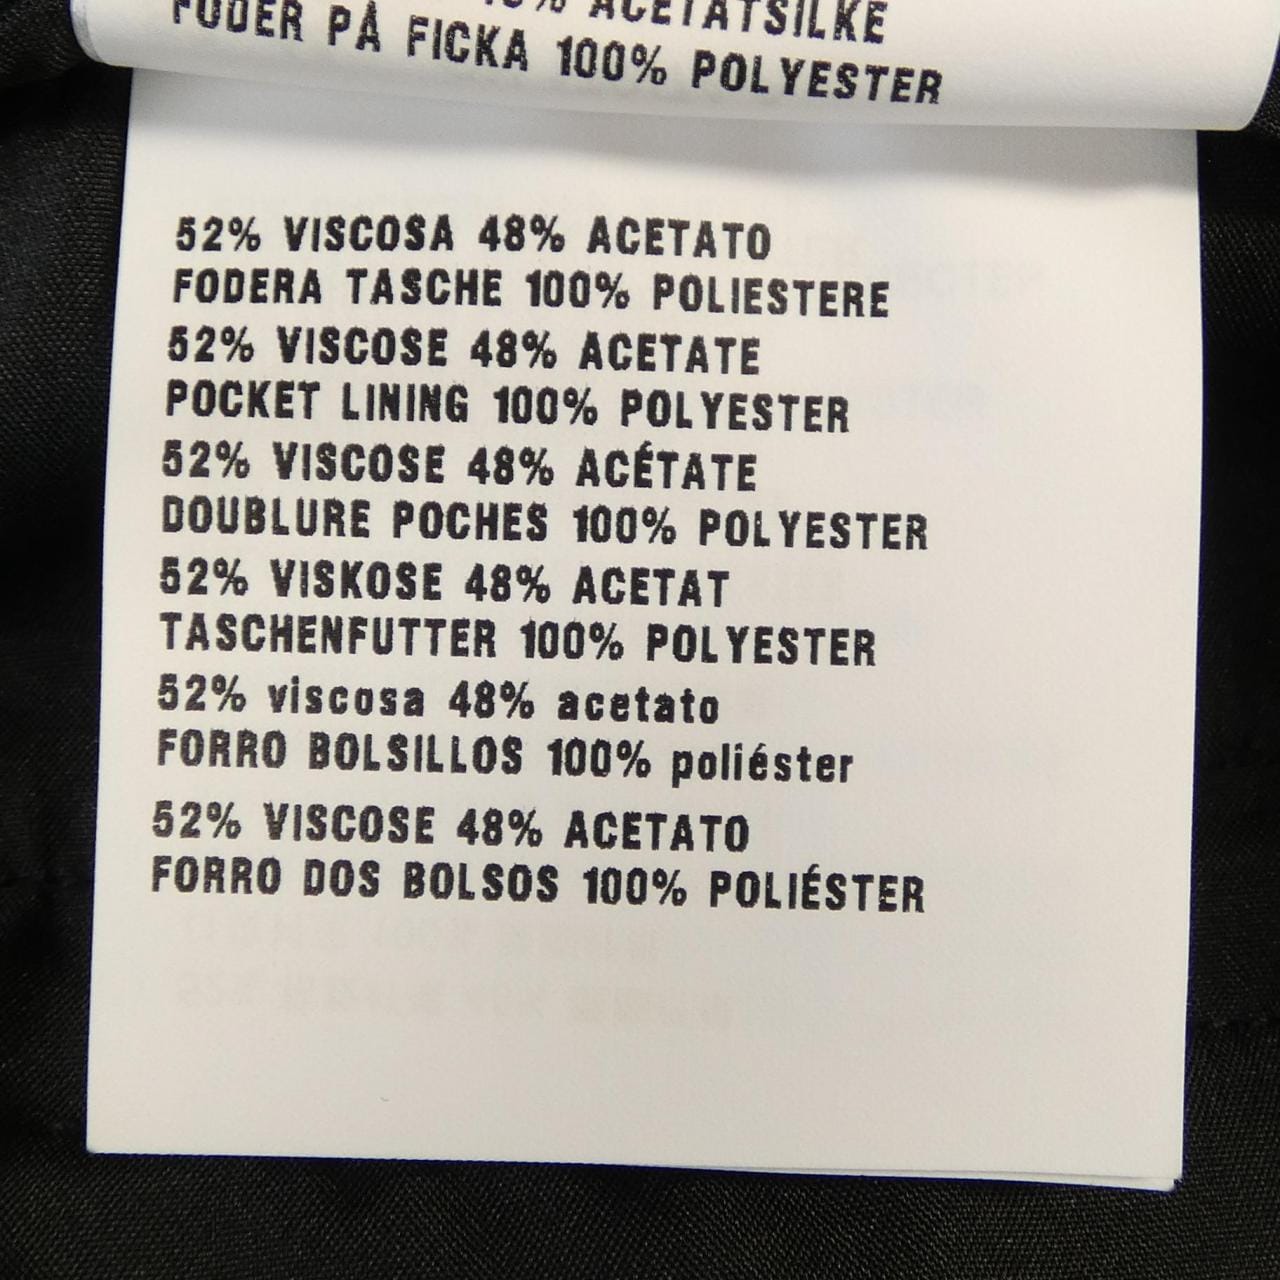 ACETATSILKE
FODER PÅ FICKA 100% POLYESTER
52% VISCOSA 48% ACETATO
FODERA TASCHE 100% POLIESTERE
52% VISCOSE 48% ACETATE
POCKET LINING 100% POLYESTER
52% VISCOSE 48% ACÉTATE
DOUBLURE POCHES 100% POLYESTER
52% VISKOSE 48% ACETAT
TASCHENFUTTER 100% POLYESTER
52% viscosa 48% acetato
FORRO BOLSILLOS 100% poliéster
52% VISCOSE 48% ACETATO
FORRO DOS BOLSOS 100% POLIÉSTER